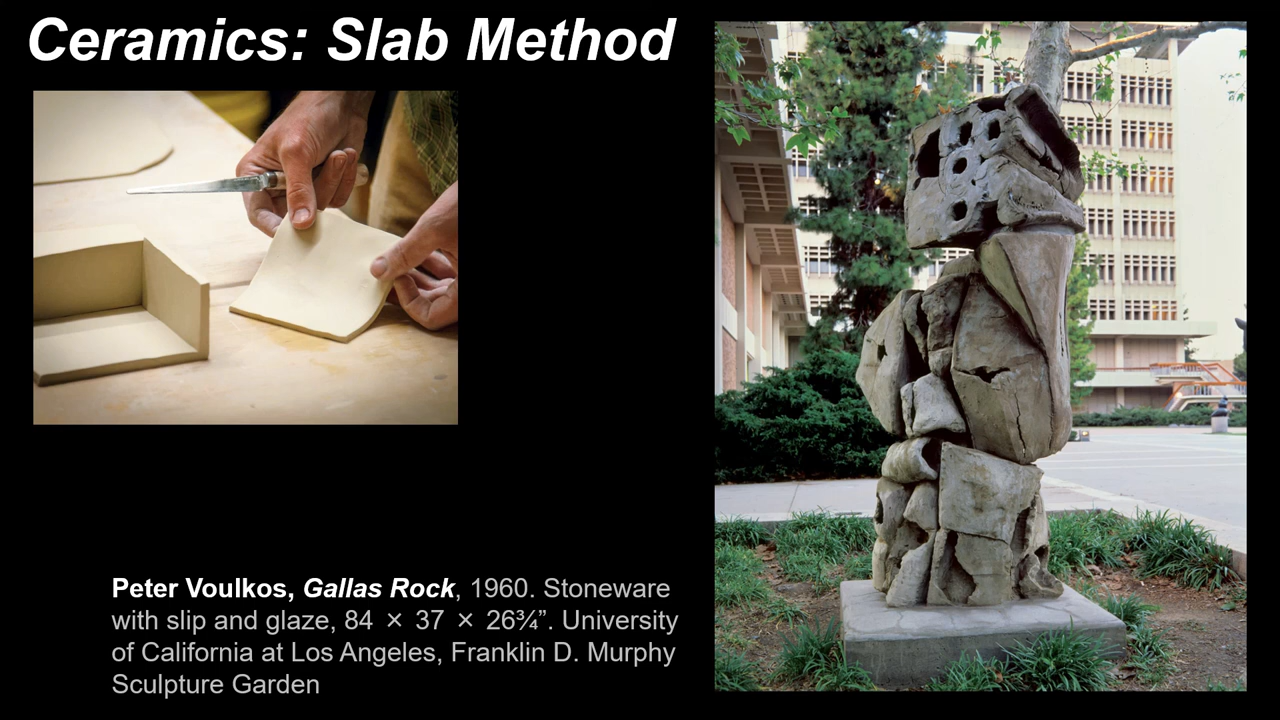 Ceramics: Slab Method
Peter Voulkos, Gallas Rock, 1960. Stoneware
with slip and glaze, 84 × 37 × 26¾”. University
of California at Los Angeles, Franklin D. Murphy
Sculpture Garden